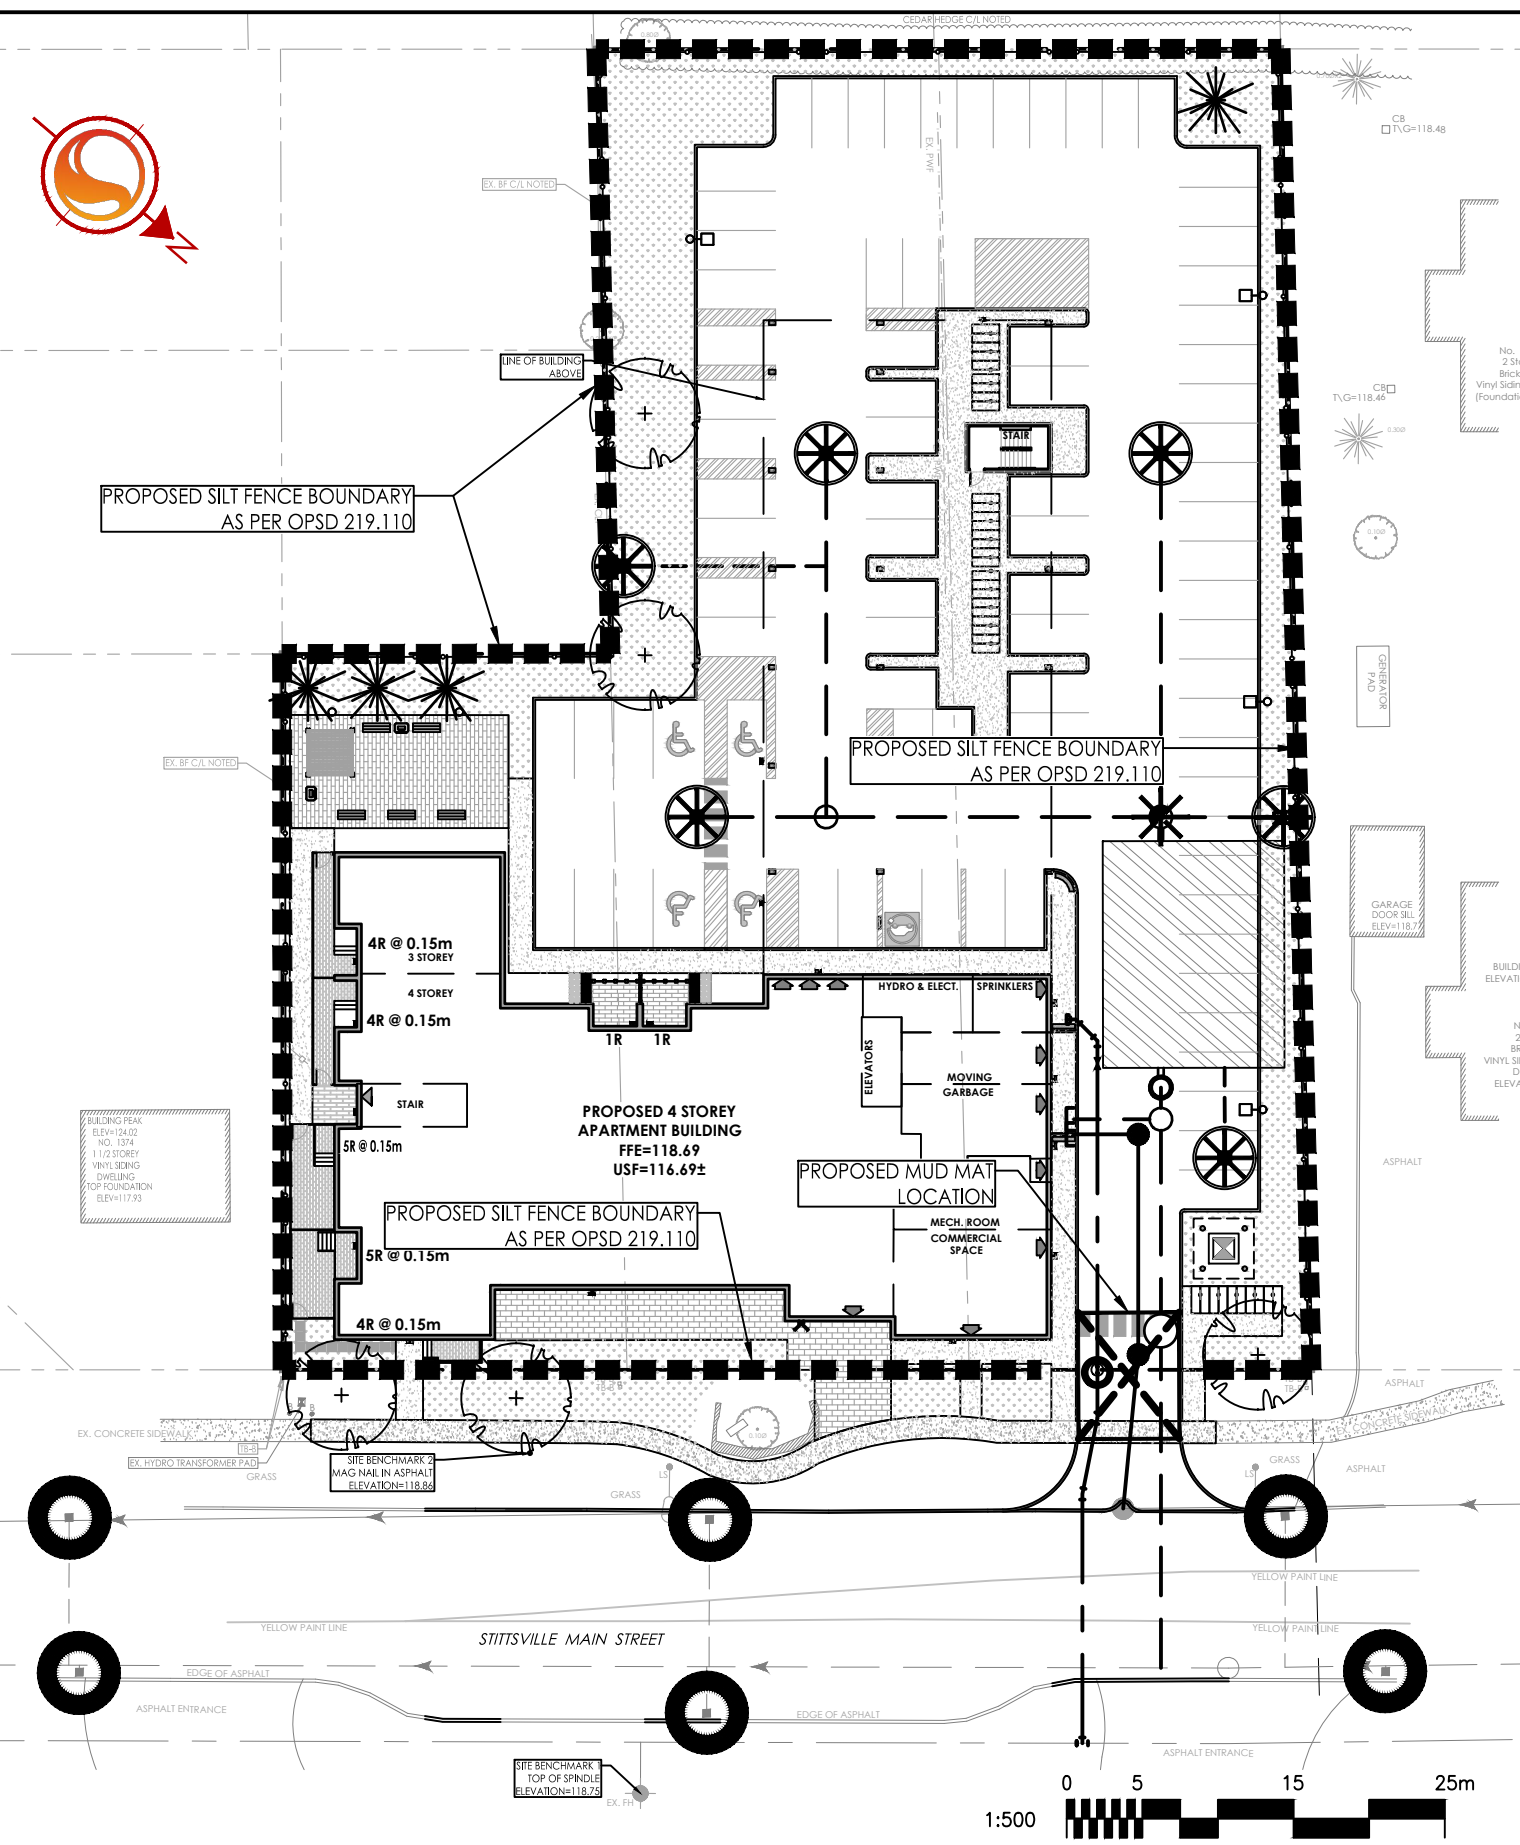 CEDAR HEDGE C/L NOTED
0.80Ø
CB
T\G=118.48
N
EX. PWF
EX. BF C/L NOTED
LINE OF BUILDING
ABOVE
No.
Vinyl Sidin
CB
T\G=118.46
0.30Ø
STAIR
PROPOSED SILT FENCE BOUNDARY
AS PER OPSD 219.110
GENERATOR
PAD
EX. BF C/L NOTED
PROPOSED SILT FENCE BOUNDARY
AS PER OPSD 219.110
GARAGE
DOOR SILL
ELEV=118.7
4R @ 0.15m
3 STOREY
4 STOREY
4R @ 0.15m
HYDRO & ELECT.
SPRINKLERS
1R
1R
ELEVATORS
MOVING
GARBAGE
STAIR
PROPOSED 4 STOREY
APARTMENT BUILDING
FFE=118.69
USF=116.69±
BUILDING PEAK
ELEV=124.02
NO. 1374
1 1/2 STOREY
VINYL SIDING
DWELLING
TOP FOUNDATION
ELEV=117.93
5R @ 0.15m
PROPOSED MUD MAT
LOCATION
ASPHALT
PROPOSED SILT FENCE BOUNDARY
AS PER OPSD 219.110
MECH. ROOM
COMMERCIAL
SPACE
5R @ 0.15m
4R @ 0.15m
ASPHALT
EX. CONCRETE SIDEWALK
TB-8
EX. HYDRO TRANSFORMER PAD
GRASS
SITE BENCHMARK 2
MAG NAIL IN ASPHALT
ELEVATION=118.86
LS
GRASS
LS
GRASS
ASPHALT
YELLOW PAINT LINE
YELLOW PAINT LINE
STITTSVILLE MAIN STREET
YELLOW PAINT LINE
EDGE OF ASPHALT
ASPHALT ENTRANCE
EDGE OF ASPHALT
ASPHALT ENTRANCE
SITE BENCHMARK 1
TOP OF SPINDLE
ELEVATION=118.75
EX. FH
0 5 15 25m
1:500